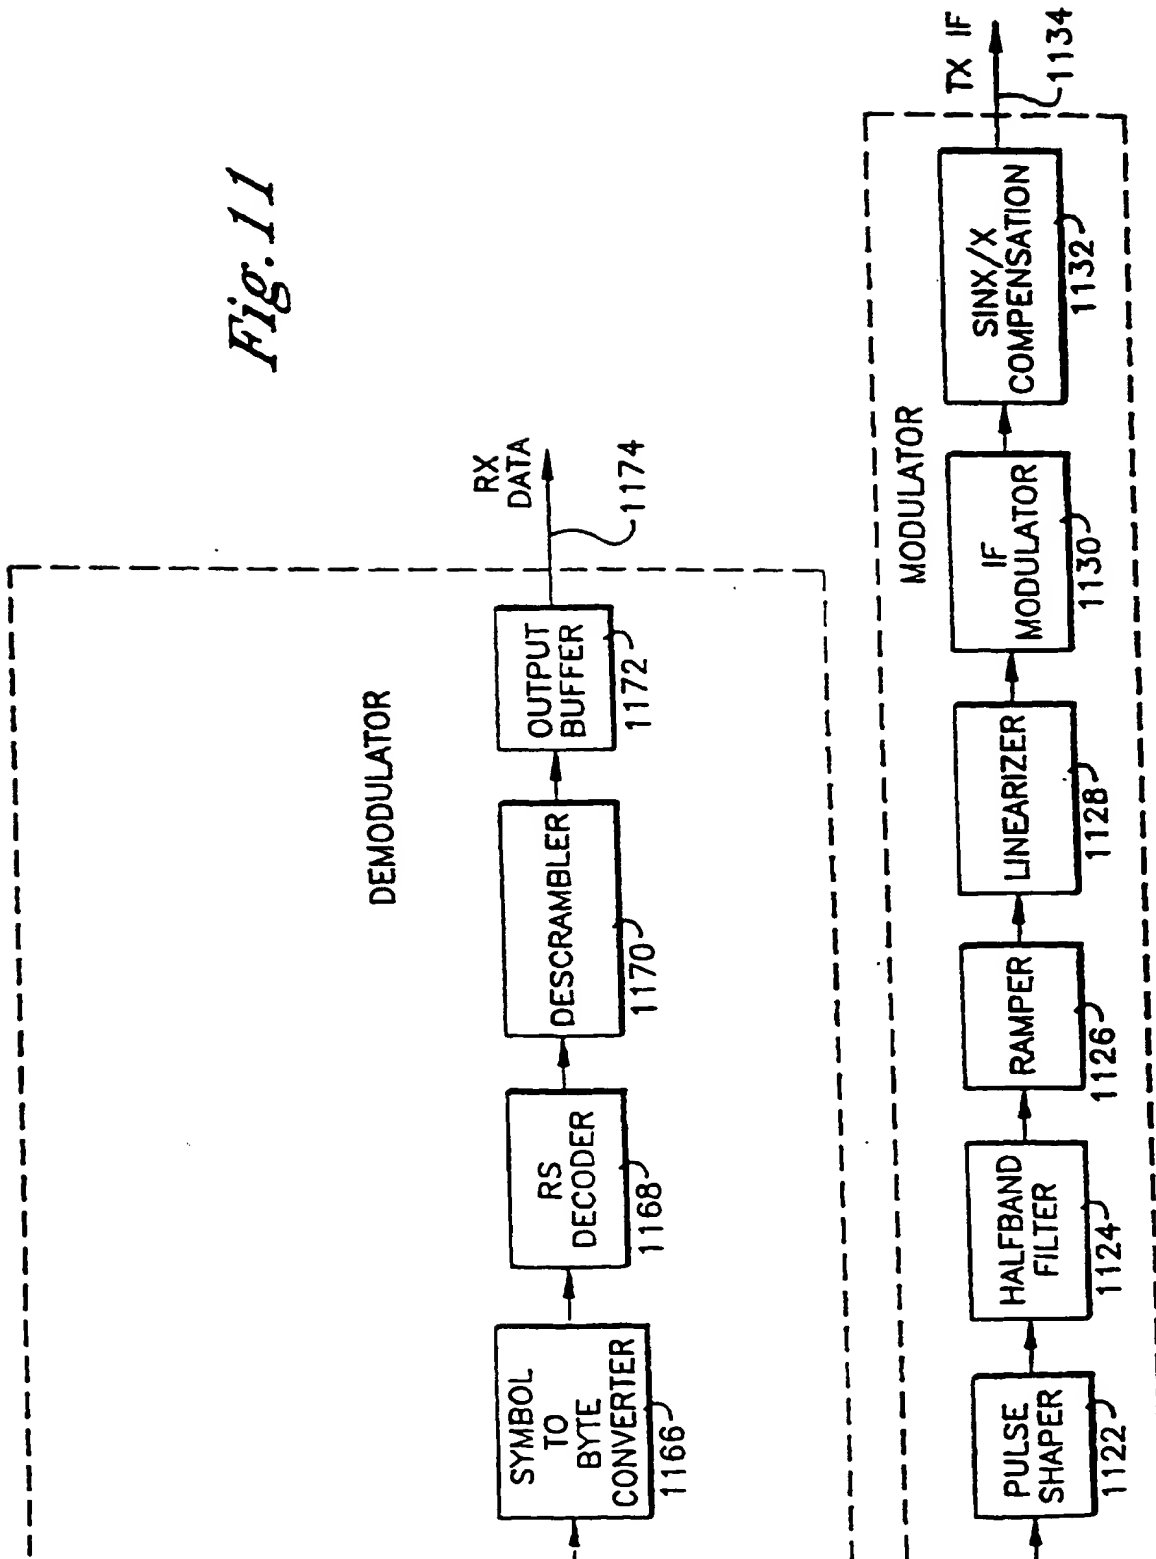 Fig. 11
DEMODULATOR
SYMBOL
TO
BYTE
CONVERTER
1166
RS
DECODER
1168
DESCRAMBLER
1170
OUTPUT
BUFFER
1172
RX
DATA
1174
MODULATOR
PULSE
SHAPER
1122
HALFBAND
FILTER
1124
RAMPER
1126
LINEARIZER
1128
IF
MODULATOR
1130
SINX/X
COMPENSATION
1132
TX IF
1134